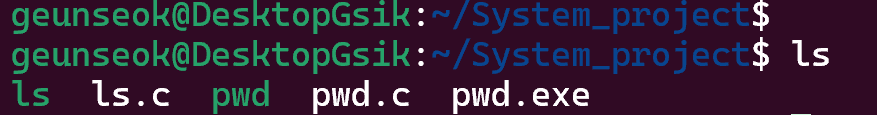 geunseok@DesktopGsik:~/System_project$
geunseok@DesktopGsik:~/System_project$ ls
ls  ls.c  pwd  pwd.c  pwd.exe